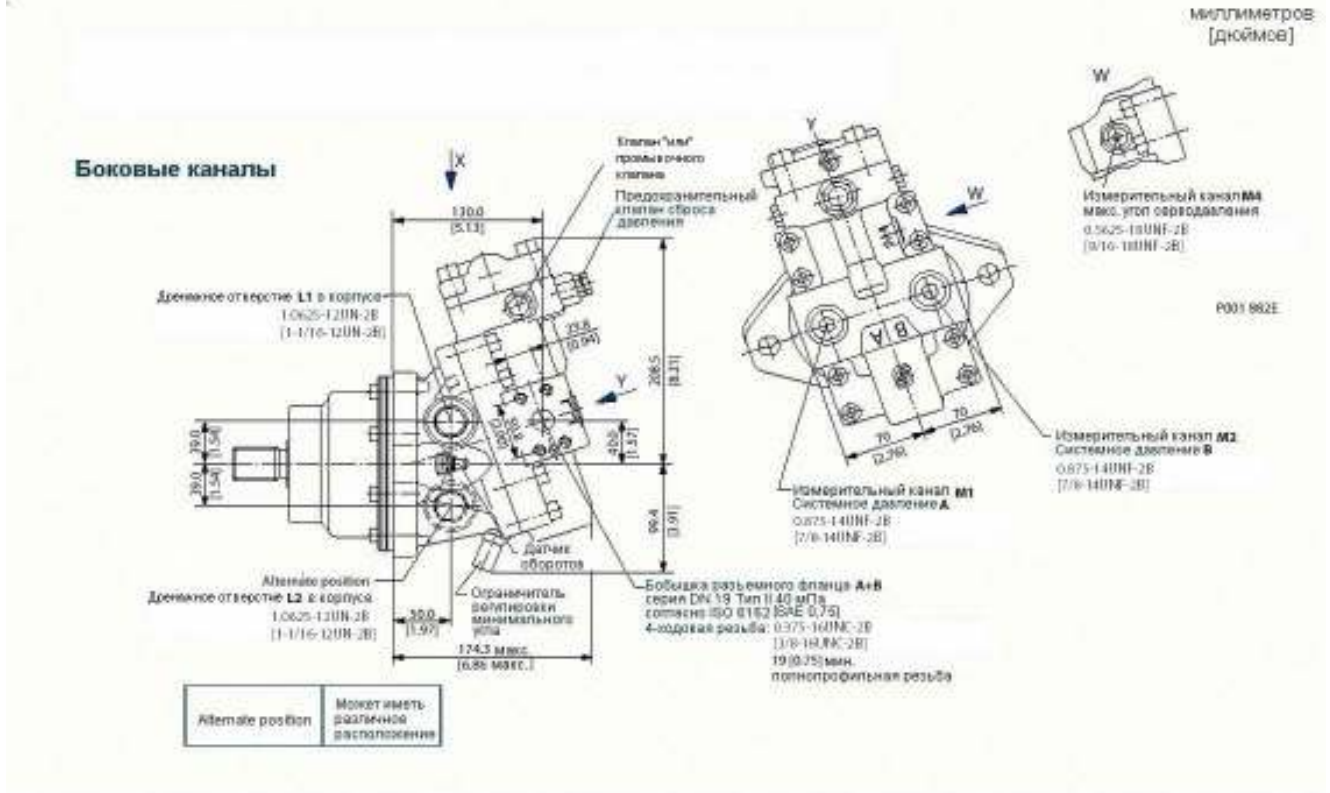 миллиметров
[дюймов]
Боковые каналы
X
Клапан "или"
промывочного
клапана
Предохранительный
клапан сброса
давления
130.0
[5.13]
Дренажное отверстие L1 в корпусе
1.0625-12UN-2B
[1-1/16-12UN-2B]
23.8
[0.94]
208.5
[8.21]
Y
39.0
[1.54]
39.0
[1.54]
50.8
[2.00]
40.0
[1.57]
99.4
[3.91]
Датчик
оборотов
Alternate position
Дренажное отверстие L2 в корпусе
1.0625-12UN-2B
[1-1/16-12UN-2B]
50.0
[1.97]
Ограничитель
регулировки
минимального
угла
174.3 макс.
[6.86 макс.]
Бобышка разъемного фланца A+B
серия DN 19 Тип II 40 мПа
согласно ISO 6162 [SAE 0,75]
4-ходовая резьба: 0.375-16UNC-2B
[3/8-16UNC-2B]
19 [0.75] мин.
полнопрофильная резьба
Y
W
M4
B A
70
[2.76]
70
[2.76]
Измерительный канал M1
Системное давление A
0.875-14UNF-2B
[7/8-14UNF-2B]
Измерительный канал M2
Системное давление B
0.875-14UNF-2B
[7/8-14UNF-2B]
W
Измерительный канал M4
макс. угол серводавления
0.5625-18UNF-2B
[9/16-18UNF-2B]
P001 982E
Alternate position
Может иметь
различное
расположение